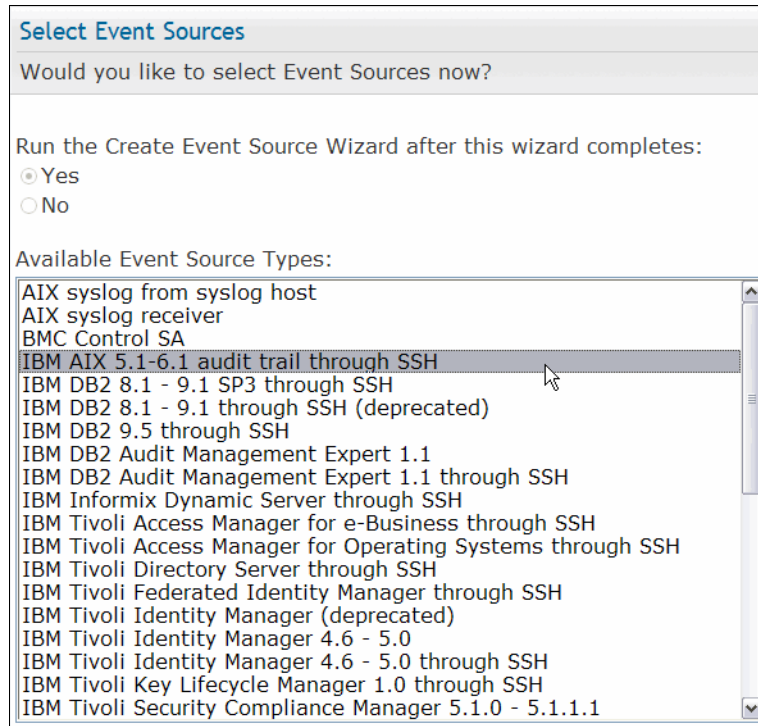 Select Event Sources
Would you like to select Event Sources now?
Run the Create Event Source Wizard after this wizard completes:
Yes
No
Available Event Source Types:
AIX syslog from syslog host
AIX syslog receiver
BMC Control SA
IBM AIX 5.1-6.1 audit trail through SSH
IBM DB2 8.1 - 9.1 SP3 through SSH
IBM DB2 8.1 - 9.1 through SSH (deprecated)
IBM DB2 9.5 through SSH
IBM DB2 Audit Management Expert 1.1
IBM DB2 Audit Management Expert 1.1 through SSH
IBM Informix Dynamic Server through SSH
IBM Tivoli Access Manager for e-Business through SSH
IBM Tivoli Access Manager for Operating Systems through SSH
IBM Tivoli Directory Server through SSH
IBM Tivoli Federated Identity Manager through SSH
IBM Tivoli Identity Manager (deprecated)
IBM Tivoli Identity Manager 4.6 - 5.0
IBM Tivoli Identity Manager 4.6 - 5.0 through SSH
IBM Tivoli Key Lifecycle Manager 1.0 through SSH
IBM Tivoli Security Compliance Manager 5.1.0 - 5.1.1.1